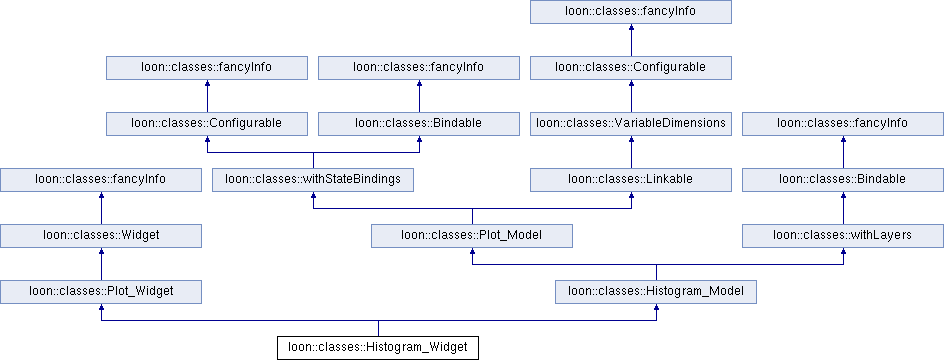 loon::classes::fancyInfo
loon::classes::fancyInfo
loon::classes::fancyInfo
loon::classes::Configurable
loon::classes::Configurable
loon::classes::Bindable
loon::classes::VariableDimensions
loon::classes::fancyInfo
loon::classes::fancyInfo
loon::classes::withStateBindings
loon::classes::Linkable
loon::classes::Bindable
loon::classes::Widget
loon::classes::Plot_Model
loon::classes::withLayers
loon::classes::Plot_Widget
loon::classes::Histogram_Model
loon::classes::Histogram_Widget